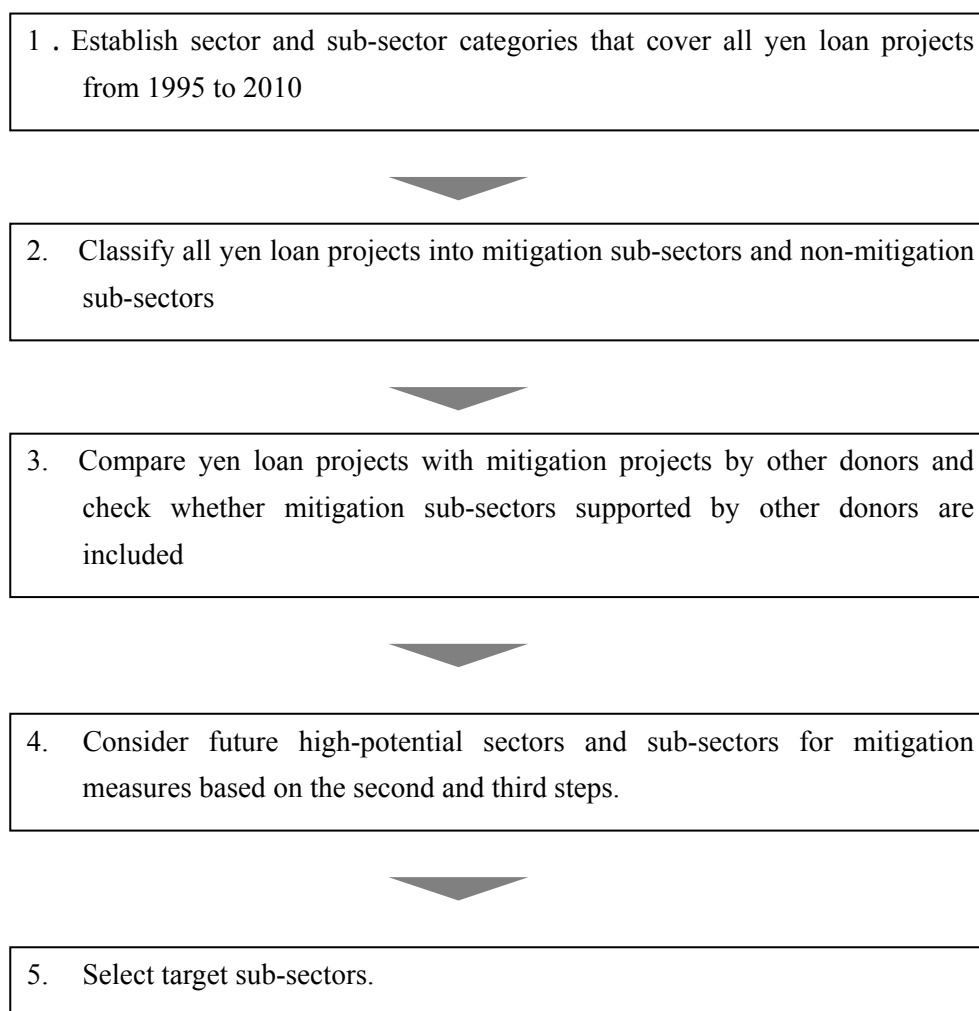 1 . Establish sector and sub-sector categories that cover all yen loan projects
from 1995 to 2010
2. Classify all yen loan projects into mitigation sub-sectors and non-mitigation
sub-sectors
3. Compare yen loan projects with mitigation projects by other donors and
check whether mitigation sub-sectors supported by other donors are
included
4. Consider future high-potential sectors and sub-sectors for mitigation
measures based on the second and third steps.
5. Select target sub-sectors.